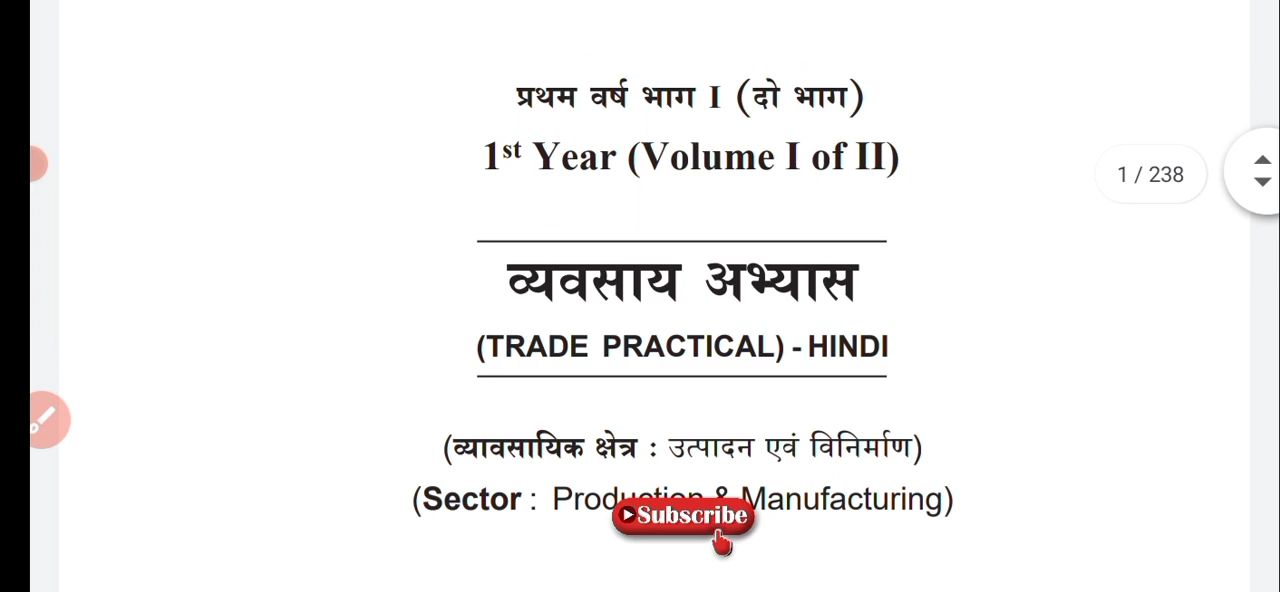 प्रथम वर्ष भाग I (दो भाग)
1st Year (Volume I of II)
1 / 238
व्यवसाय अभ्यास
(TRADE PRACTICAL) - HINDI
(व्यावसायिक क्षेत्र : उत्पादन एवं विनिर्माण)
(Sector : Production & Manufacturing)
Subscribe